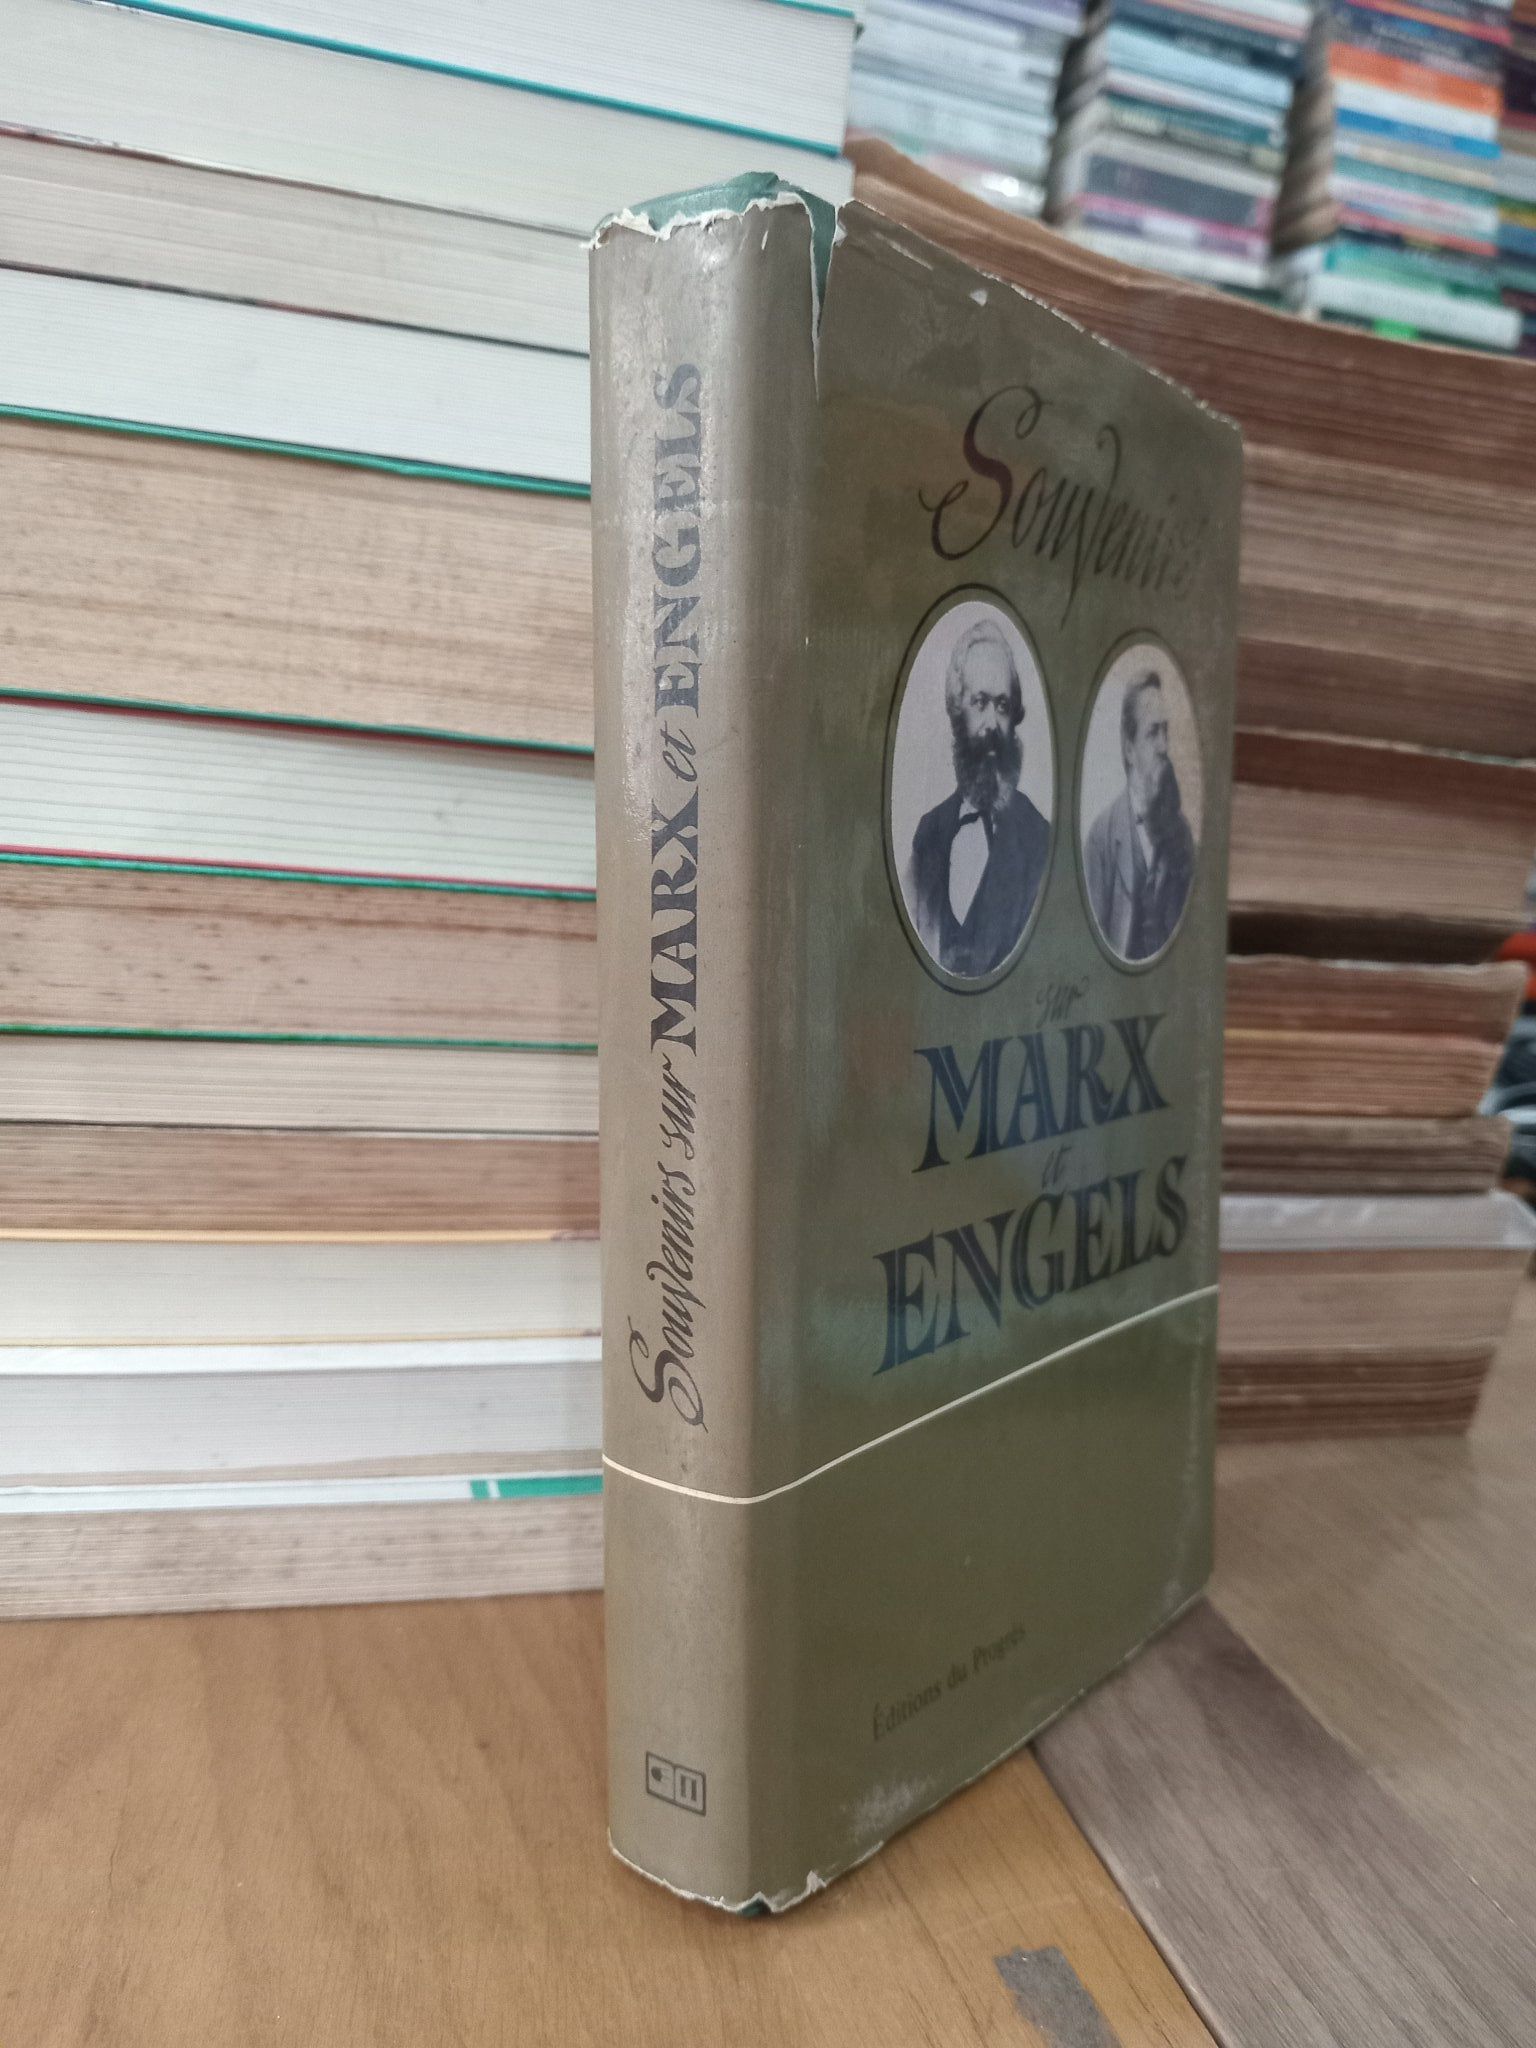 Souvenirs sur MARX et ENGELS
Souvenirs
sur
MARX
et
ENGELS
Éditions du Progrès